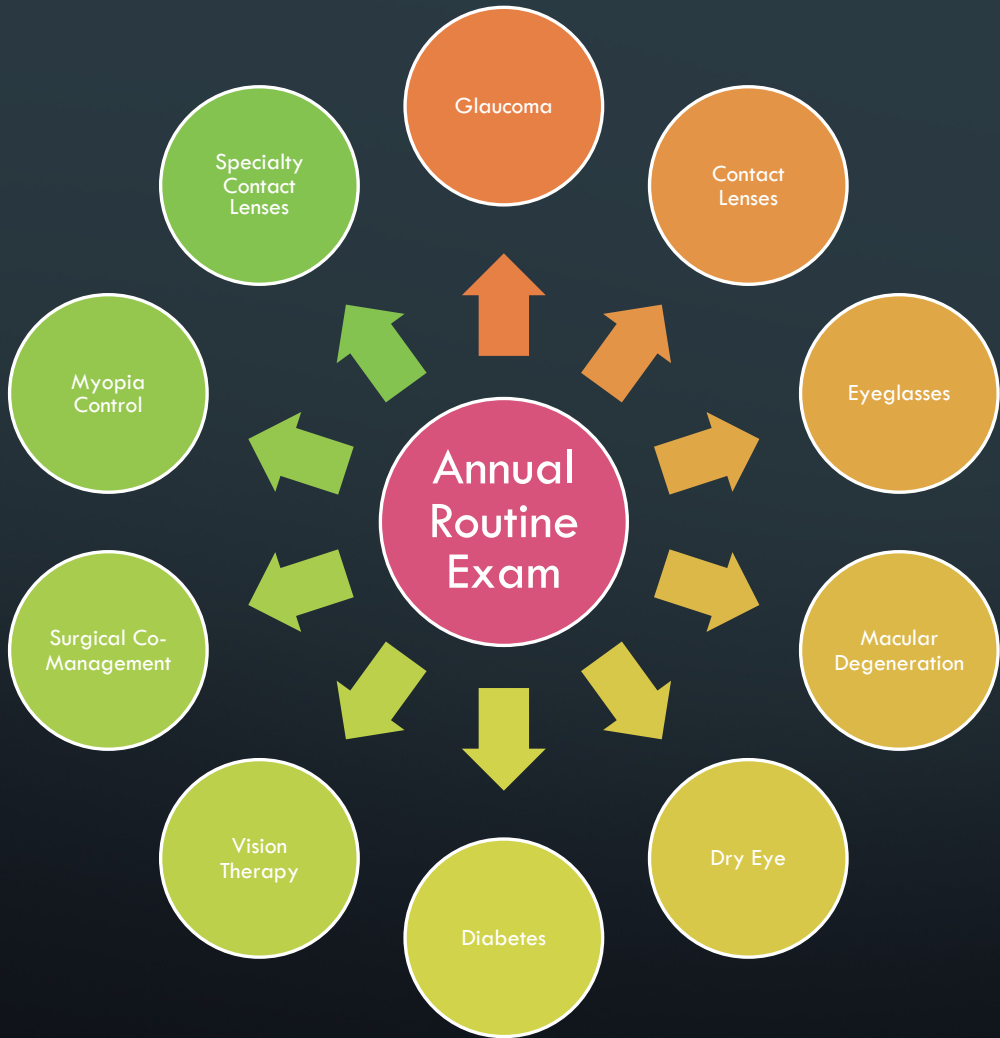 Glaucoma
Contact
Lenses
Eyeglasses
Macular
Degeneration
Dry Eye
Diabetes
Vision
Therapy
Surgical Co-
Management
Myopia
Control
Specialty
Contact
Lenses
Annual
Routine
Exam